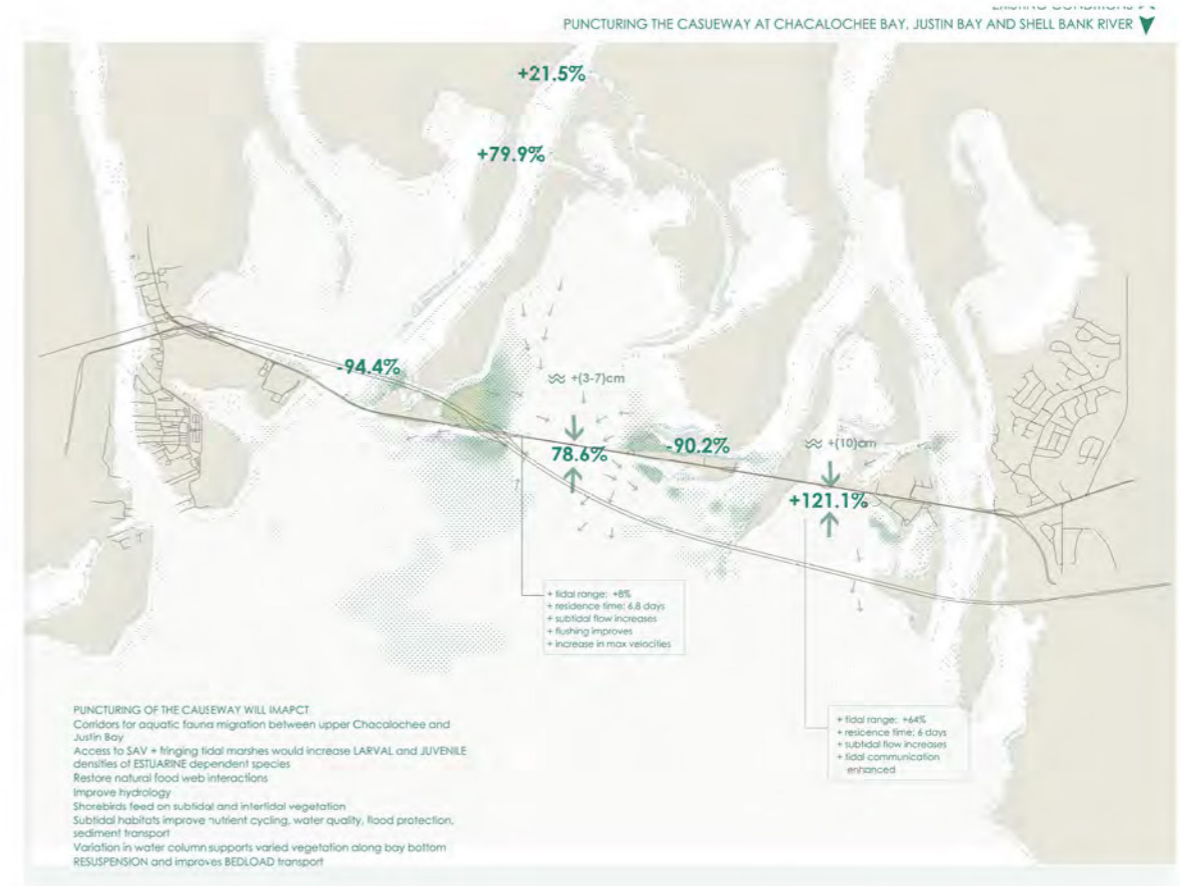 EXISTING CONDITIONS
PUNCTURING THE CASUEWAY AT CHACALOCHEE BAY, JUSTIN BAY AND SHELL BANK RIVER
+21.5%
+79.9%
-94.4%
+(3-7)cm
78.6%
-90.2%
+(10)cm
+121.1%
+ tidal range: +8%
+ residence time: 6.8 days
+ subtidal flow increases
+ flushing improves
+ increase in max velocities
+ tidal range: +64%
+ residence time: 6 days
+ subtidal flow increases
+ tidal communication
enhanced
PUNCTURING OF THE CAUSEWAY WILL IMAPCT
Corridors for aquatic fauna migration between upper Chacalochee and
Justin Bay
Access to SAV + fringing tidal marshes would increase LARVAL and JUVENILE
densities of ESTUARINE dependent species
Restore natural food web interactions
Improve hydrology
Shorebirds feed on subtidal and intertidal vegetation
Subtidal habitats improve nutrient cycling, water quality, flood protection,
sediment transport
Variation in water column supports varied vegetation along bay bottom
RESUSPENSION and improves BEDLOAD transport